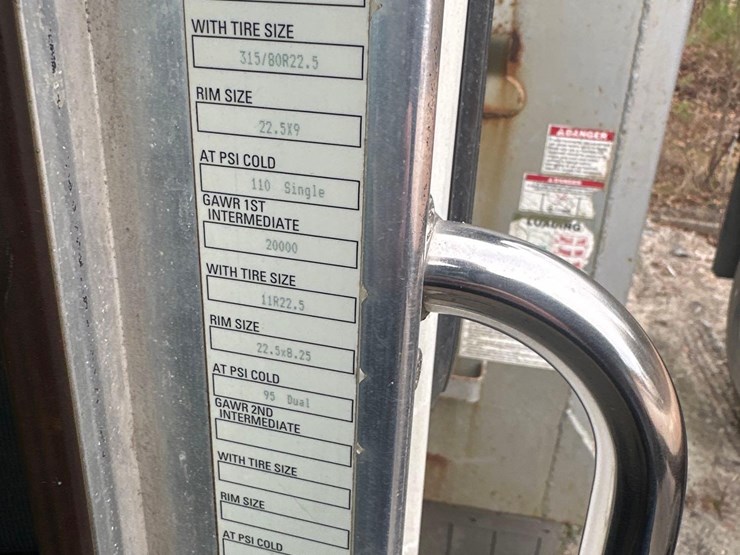 WITH TIRE SIZE
315/80R22.5
RIM SIZE
22.5X9
AT PSI COLD
110 Single
GAWR 1ST
INTERMEDIATE
20000
WITH TIRE SIZE
11R22.5
RIM SIZE
22.5x8.25
AT PSI COLD
95 Dual
GAWR 2ND
INTERMEDIATE
WITH TIRE SIZE
RIM SIZE
AT PSI COLD
DANGER
LOADING